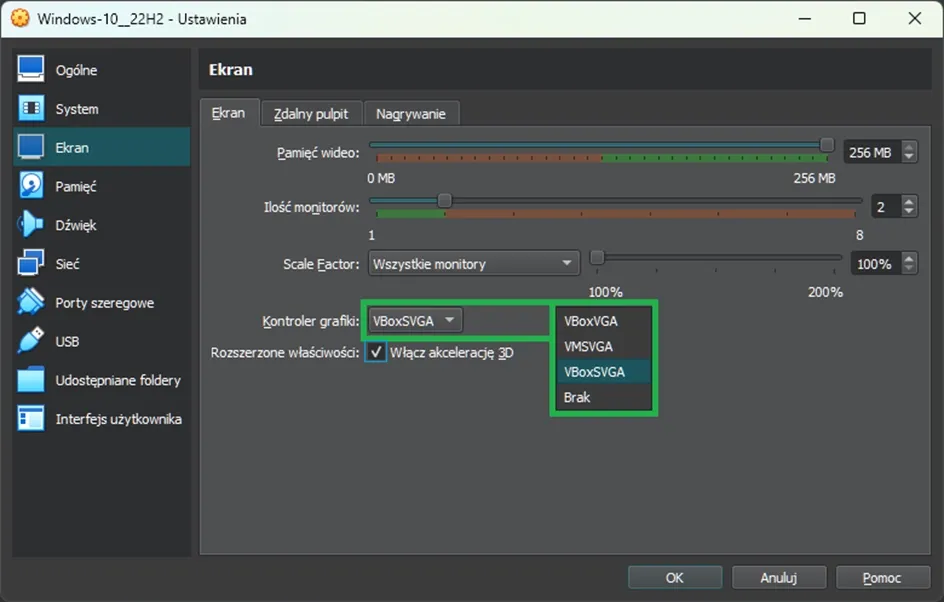 Windows-10__22H2 - Ustawienia
Ogólne
System
Ekran
Pamięć
Dźwięk
Sieć
Porty szeregowe
USB
Udostępniane foldery
Interfejs użytkownika
Ekran
Ekran
Zdalny pulpit
Nagrywanie
Pamięć wideo:
256 MB
0 MB
256 MB
Ilość monitorów:
2
1
8
Scale Factor:
Wszystkie monitory
100%
100%
200%
Kontroler grafiki:
VBoxSVGA
VBoxVGA
VMSVGA
VBoxSVGA
Brak
Rozszerzone właściwości:
Włącz akcelerację 3D
OK
Anuluj
Pomoc